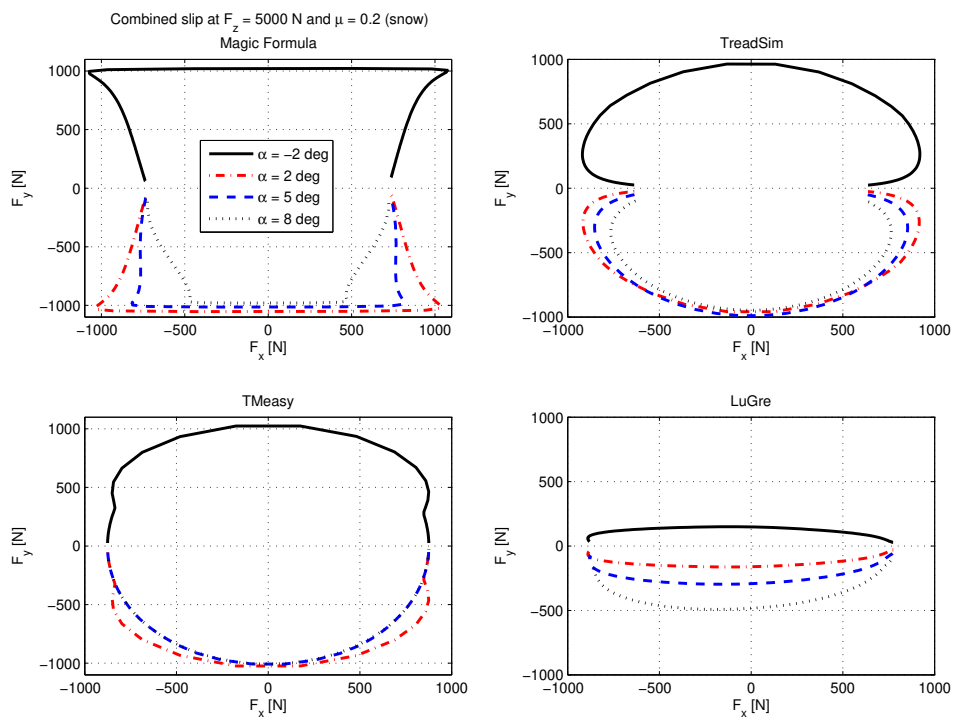 Combined slip at F_z = 5000 N and μ = 0.2 (snow)
Magic Formula
1000
500
0
−500
−1000
F_y [N]
−1000 −500 0 500 1000
F_x [N]
α = −2 deg
α = 2 deg
α = 5 deg
α = 8 deg
TreadSim
1000
500
0
−500
−1000
F_y [N]
−1000 −500 0 500 1000
F_x [N]
TMeasy
1000
500
0
−500
−1000
F_y [N]
−1000 −500 0 500 1000
F_x [N]
LuGre
1000
500
0
−500
−1000
F_y [N]
−1000 −500 0 500 1000
F_x [N]